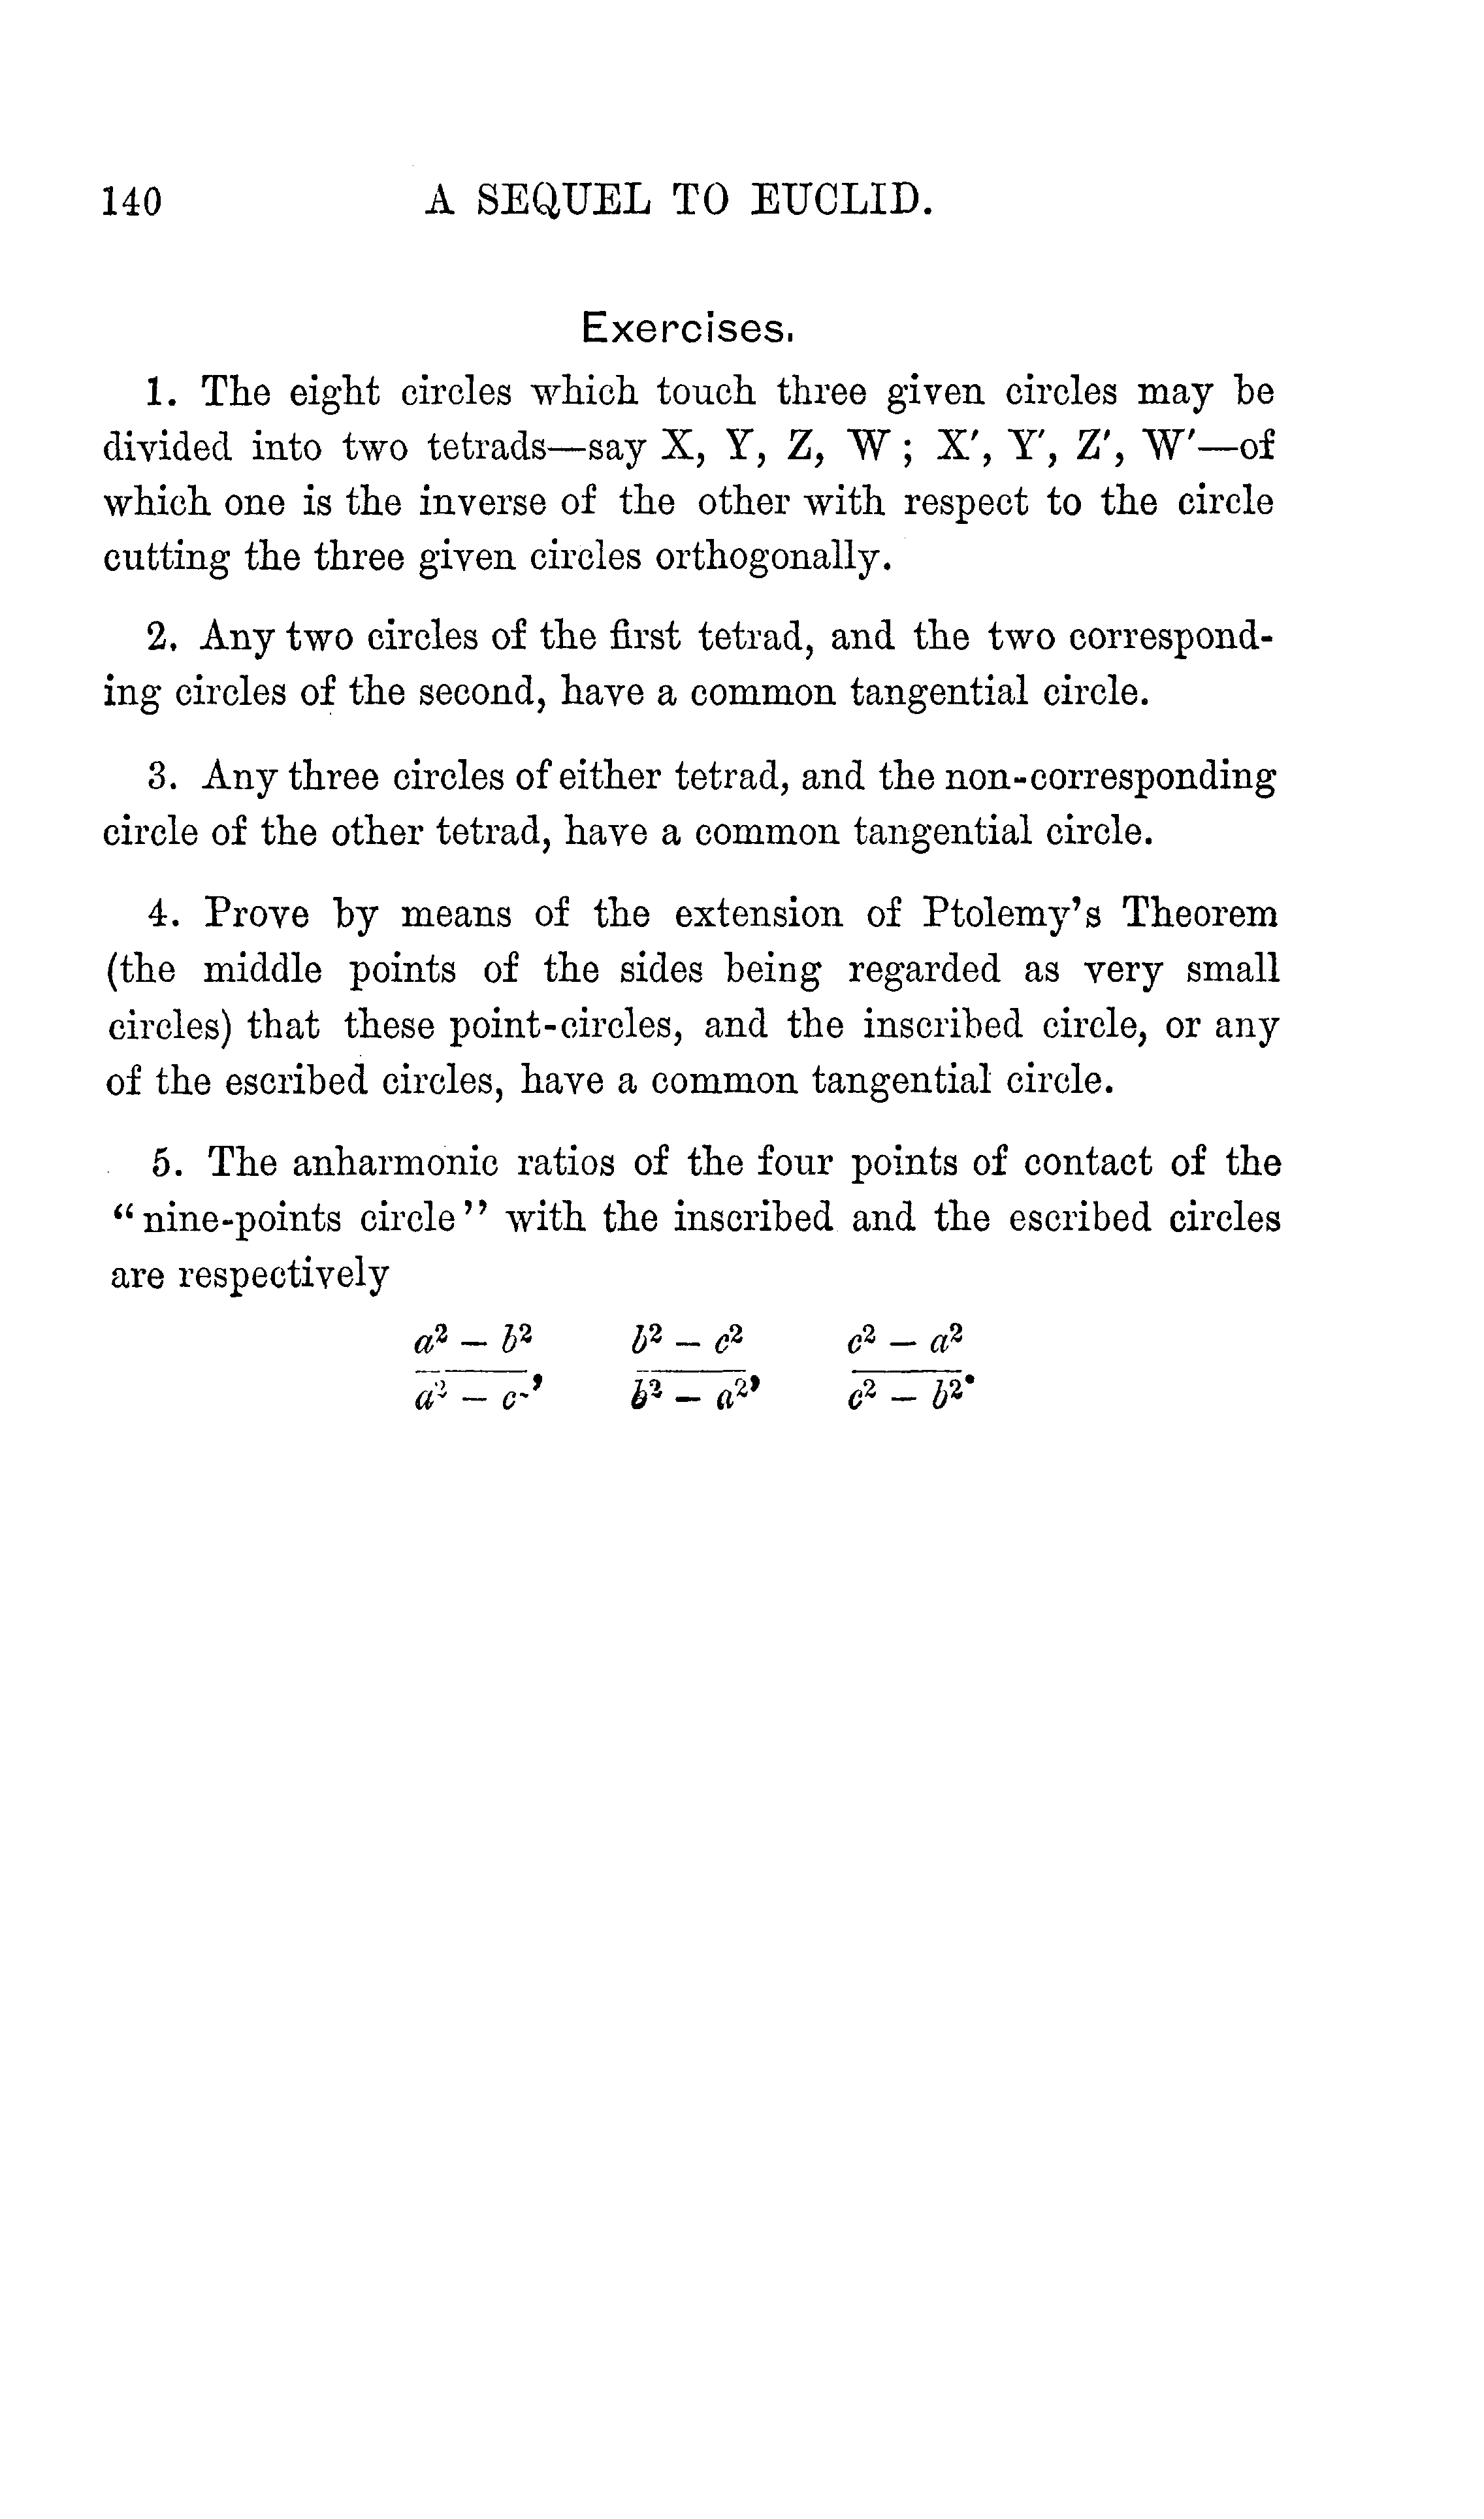 140 A SEQUEL TO EUCLID.
Exercises.
1. The eight circles which touch three given circles may be
divided into two tetrads—say X, Y, Z, W ; X′, Y′, Z′, W′—of
which one is the inverse of the other with respect to the circle
cutting the three given circles orthogonally.
2. Any two circles of the first tetrad, and the two correspond-
ing circles of the second, have a common tangential circle.
3. Any three circles of either tetrad, and the non-corresponding
circle of the other tetrad, have a common tangential circle.
4. Prove by means of the extension of Ptolemy's Theorem
(the middle points of the sides being regarded as very small
circles) that these point-circles, and the inscribed circle, or any
of the escribed circles, have a common tangential circle.
5. The anharmonic ratios of the four points of contact of the
“nine-points circle” with the inscribed and the escribed circles
are respectively
a² – b² b² – c² c² – a²
a² – c², b² – a², c² – b².